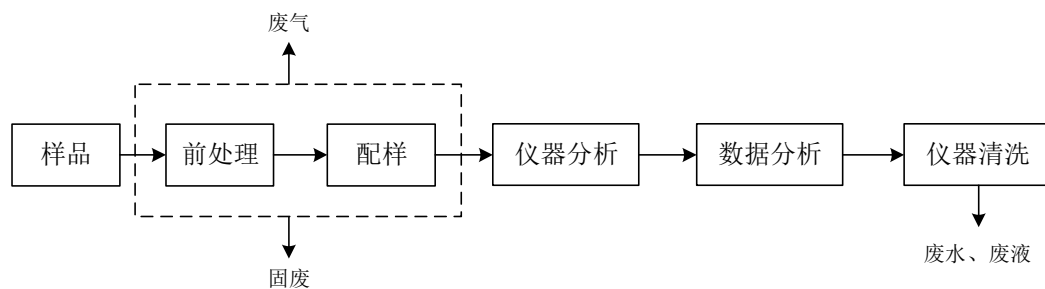 废气
样品
前处理
配样
仪器分析
数据分析
仪器清洗
固废
废水、废液